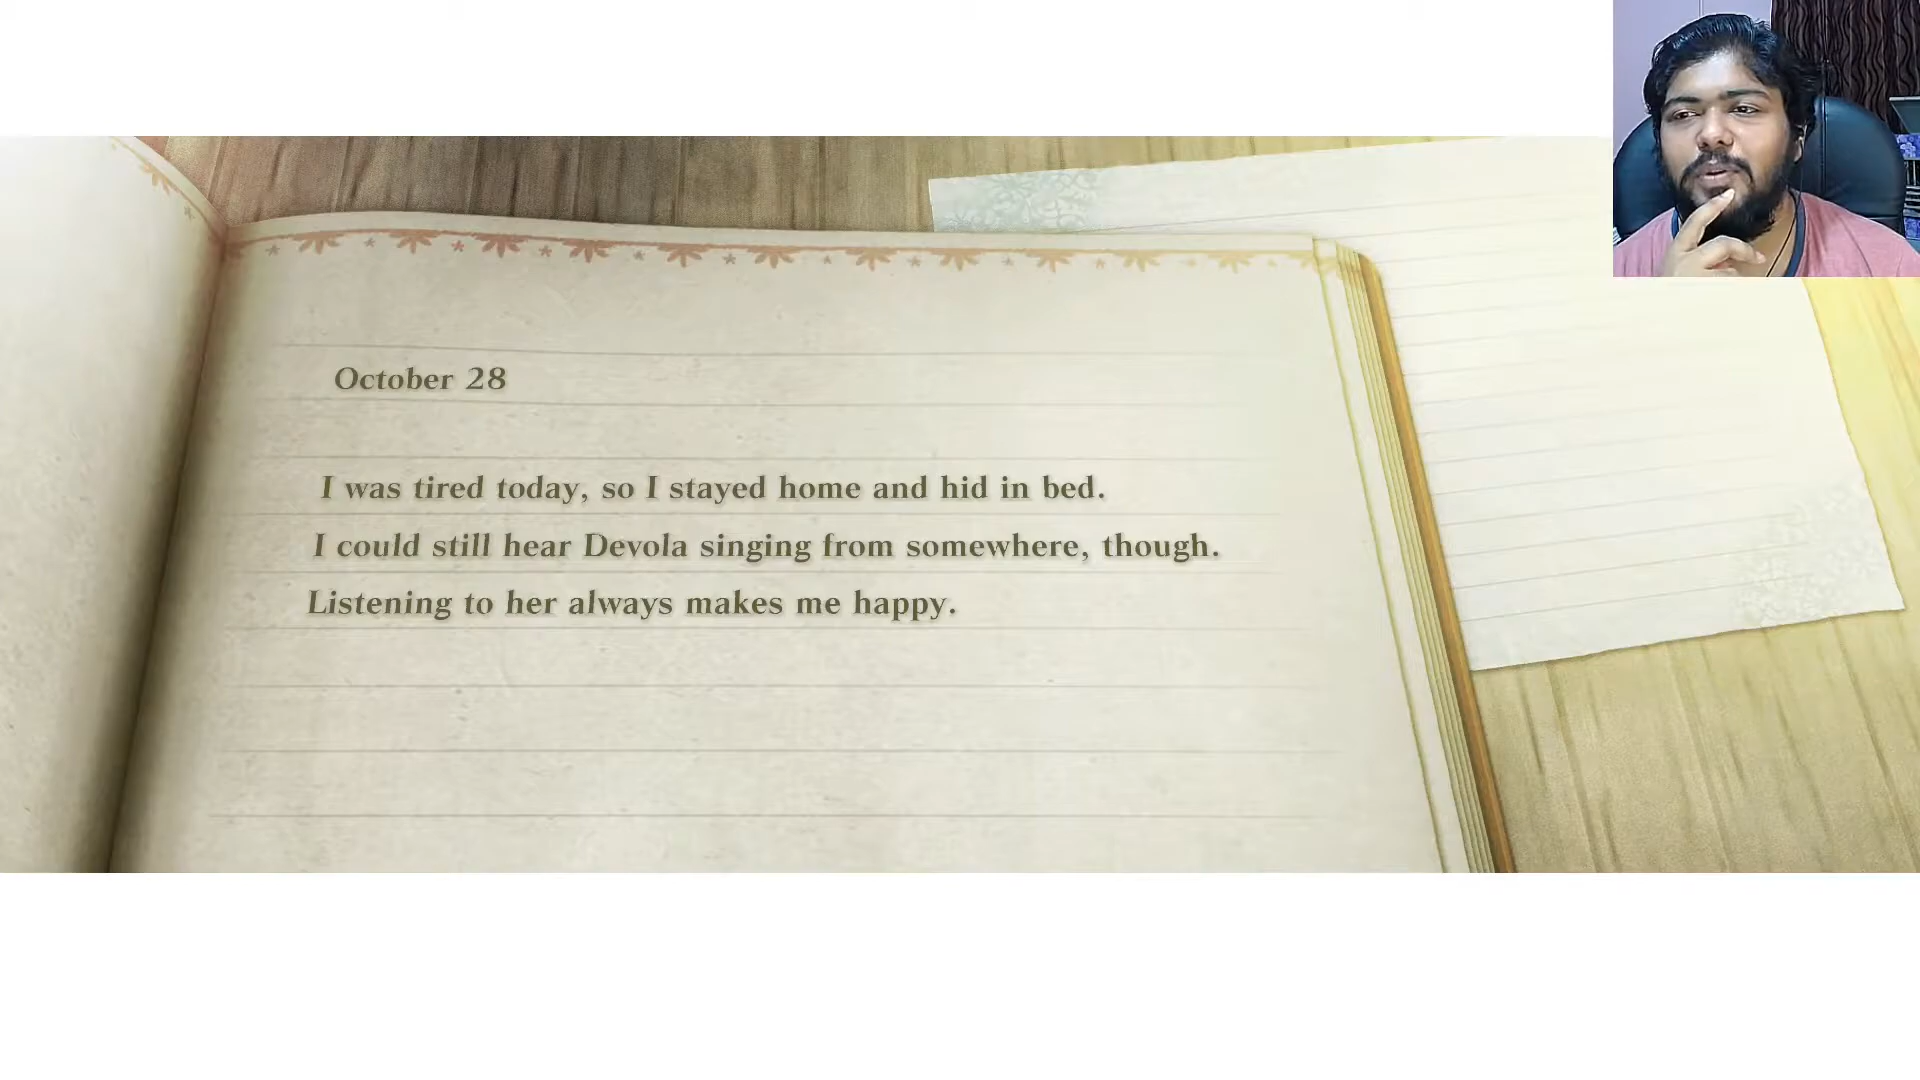 October 28
I was tired today, so I stayed home and hid in bed.
I could still hear Devola singing from somewhere, though.
Listening to her always makes me happy.